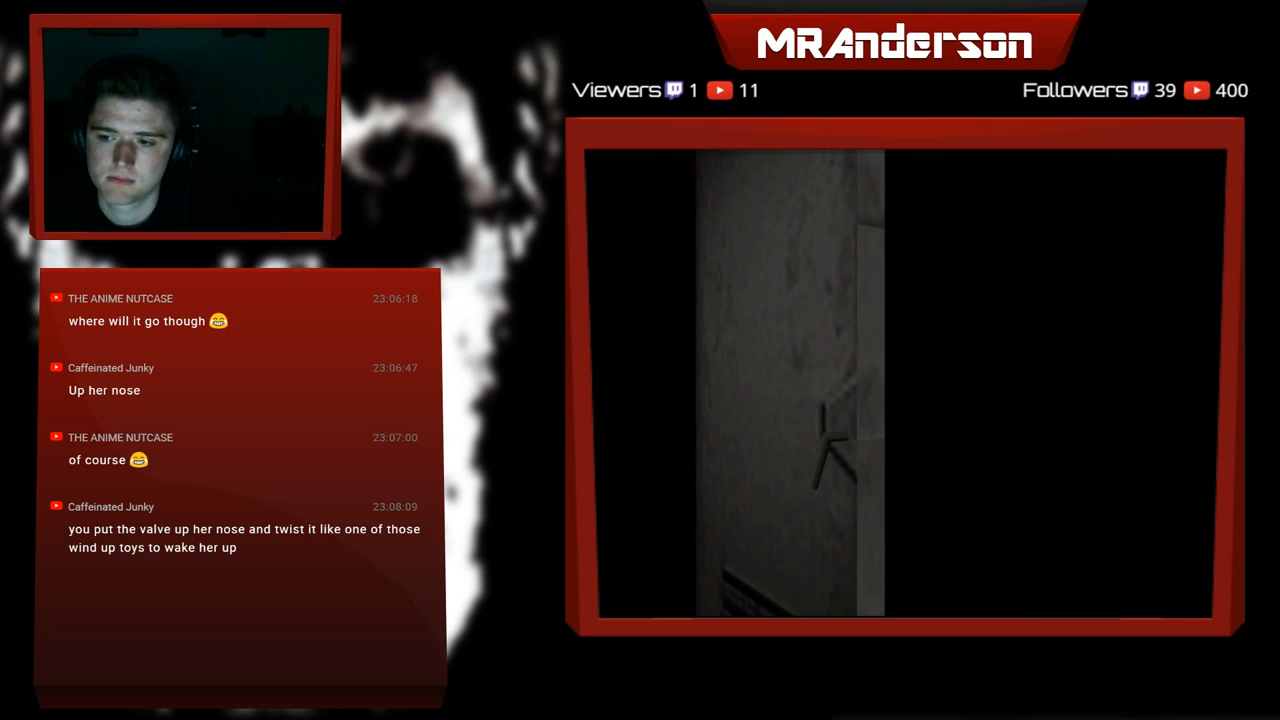 MRAnderson
Viewers 1 11
Followers 39 400
THE ANIME NUTCASE 23:06:18
where will it go though 😂
Caffeinated Junky 23:06:47
Up her nose
THE ANIME NUTCASE 23:07:00
of course 😂
Caffeinated Junky 23:08:09
you put the valve up her nose and twist it like one of those
wind up toys to wake her up